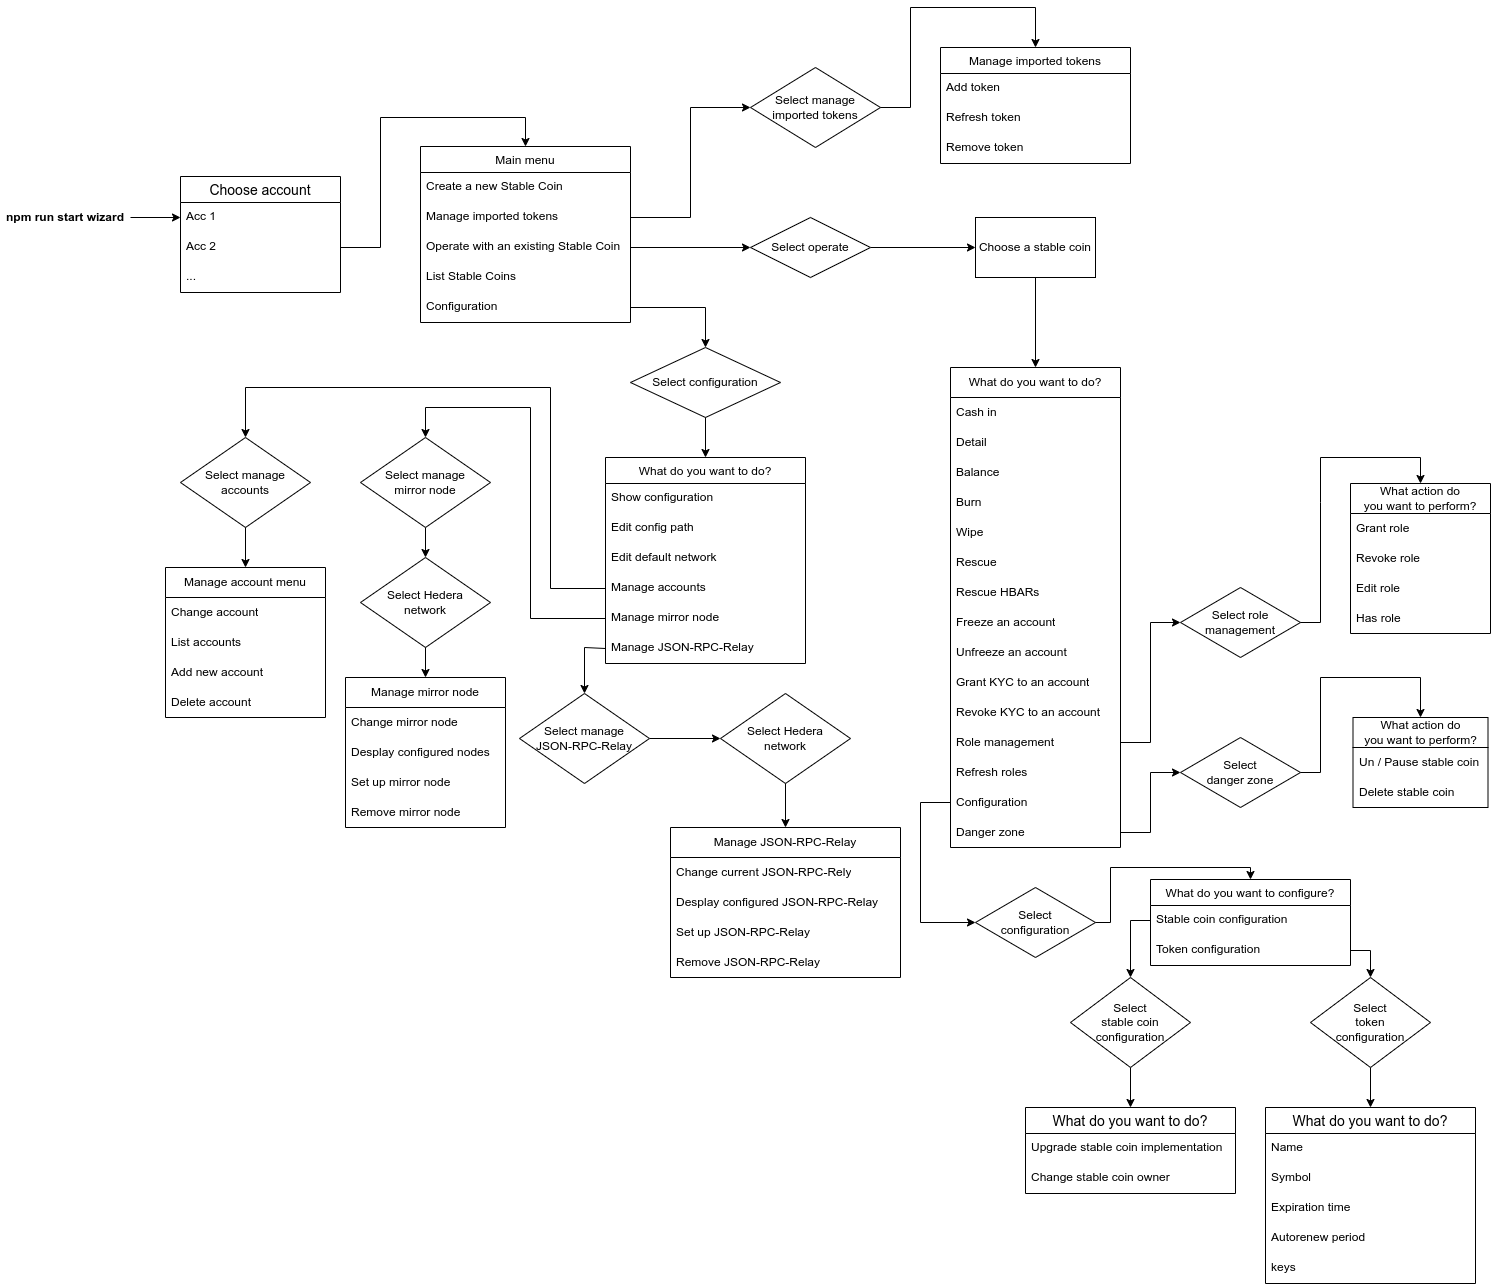 npm run start wizard
Choose account
Acc 1
Acc 2
...
Main menu
Create a new Stable Coin
Manage imported tokens
Operate with an existing Stable Coin
List Stable Coins
Configuration
Select manage
imported tokens
Manage imported tokens
Add token
Refresh token
Remove token
Select operate
Choose a stable coin
Select configuration
What do you want to do?
Show configuration
Edit config path
Edit default network
Manage accounts
Manage mirror node
Manage JSON-RPC-Relay
Select manage
accounts
Manage account menu
Change account
List accounts
Add new account
Delete account
Select manage
mirror node
Select Hedera
network
Manage mirror node
Change mirror node
Desplay configured nodes
Set up mirror node
Remove mirror node
Select manage
JSON-RPC-Relay
Select Hedera
network
Manage JSON-RPC-Relay
Change current JSON-RPC-Rely
Desplay configured JSON-RPC-Relay
Set up JSON-RPC-Relay
Remove JSON-RPC-Relay
What do you want to do?
Cash in
Detail
Balance
Burn
Wipe
Rescue
Rescue HBARs
Freeze an account
Unfreeze an account
Grant KYC to an account
Revoke KYC to an account
Role management
Refresh roles
Configuration
Danger zone
Select role
management
What action do
you want to perform?
Grant role
Revoke role
Edit role
Has role
Select
danger zone
What action do
you want to perform?
Un / Pause stable coin
Delete stable coin
Select
configuration
What do you want to configure?
Stable coin configuration
Token configuration
Select
stable coin
configuration
Select
token
configuration
What do you want to do?
Upgrade stable coin implementation
Change stable coin owner
What do you want to do?
Name
Symbol
Expiration time
Autorenew period
keys